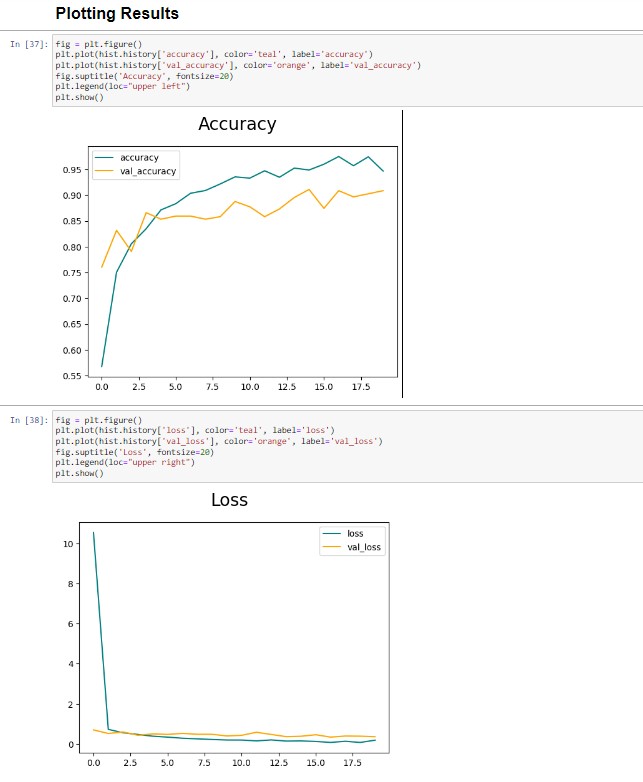 Plotting Results
In [37]: fig = plt.figure()
plt.plot(hist.history['accuracy'], color='teal', label='accuracy')
plt.plot(hist.history['val_accuracy'], color='orange', label='val_accuracy')
fig.suptitle('Accuracy', fontsize=20)
plt.legend(loc="upper left")
plt.show()
Accuracy
accuracy
val_accuracy
0.95
0.90
0.85
0.80
0.75
0.70
0.65
0.60
0.55
0.0 2.5 5.0 7.5 10.0 12.5 15.0 17.5
In [38]: fig = plt.figure()
plt.plot(hist.history['loss'], color='teal', label='loss')
plt.plot(hist.history['val_loss'], color='orange', label='val_loss')
fig.suptitle('Loss', fontsize=20)
plt.legend(loc="upper right")
plt.show()
Loss
loss
val_loss
10
8
6
4
2
0
0.0 2.5 5.0 7.5 10.0 12.5 15.0 17.5